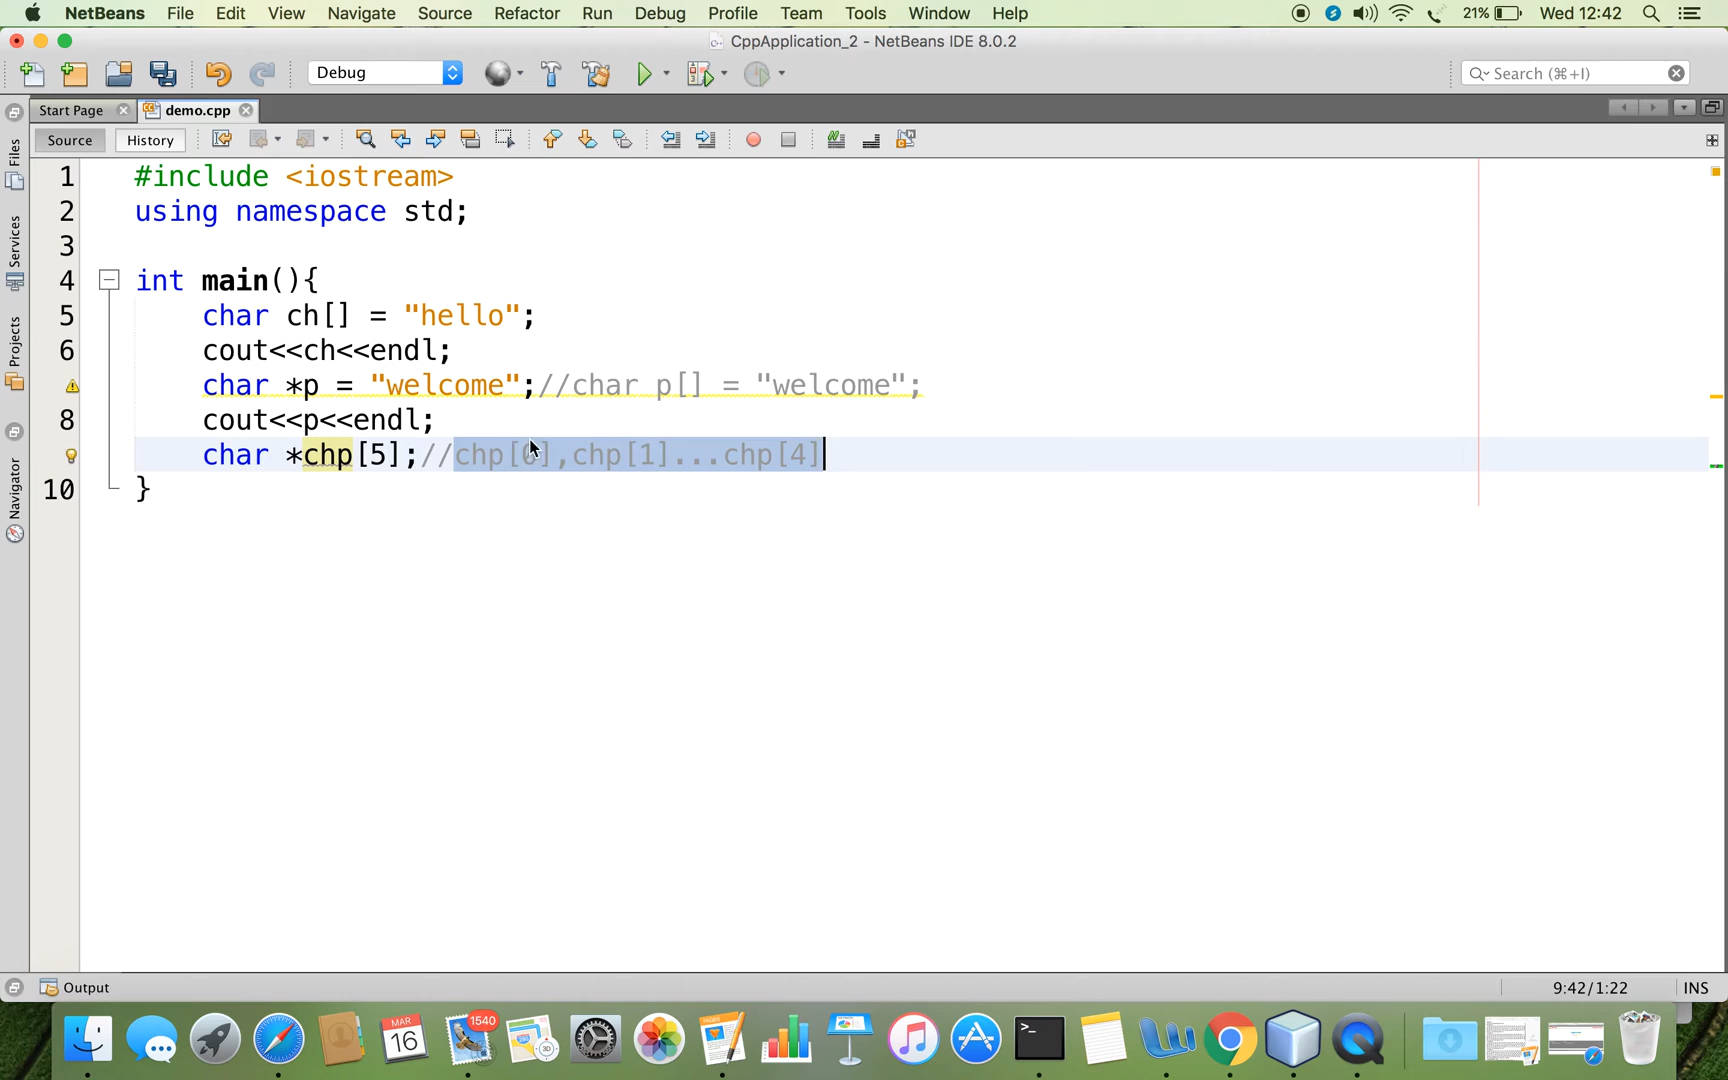 NetBeans File Edit View Navigate Source Refactor Run Debug Profile Team Tools Window Help 21% Wed 12:42
CppApplication_2 - NetBeans IDE 8.0.2
Debug Search (⌘+I)
Start Page demo.cpp
Source History
Files
Services
Projects
Navigator
1 #include <iostream>
2 using namespace std;
3
4 int main(){
5 char ch[] = "hello";
6 cout<<ch<<endl;
char *p = "welcome";//char p[] = "welcome";
8 cout<<p<<endl;
char *chp[5];//chp[0],chp[1]...chp[4]
10 }
Output 9:42/1:22 INS
MAR
16
1540
3D